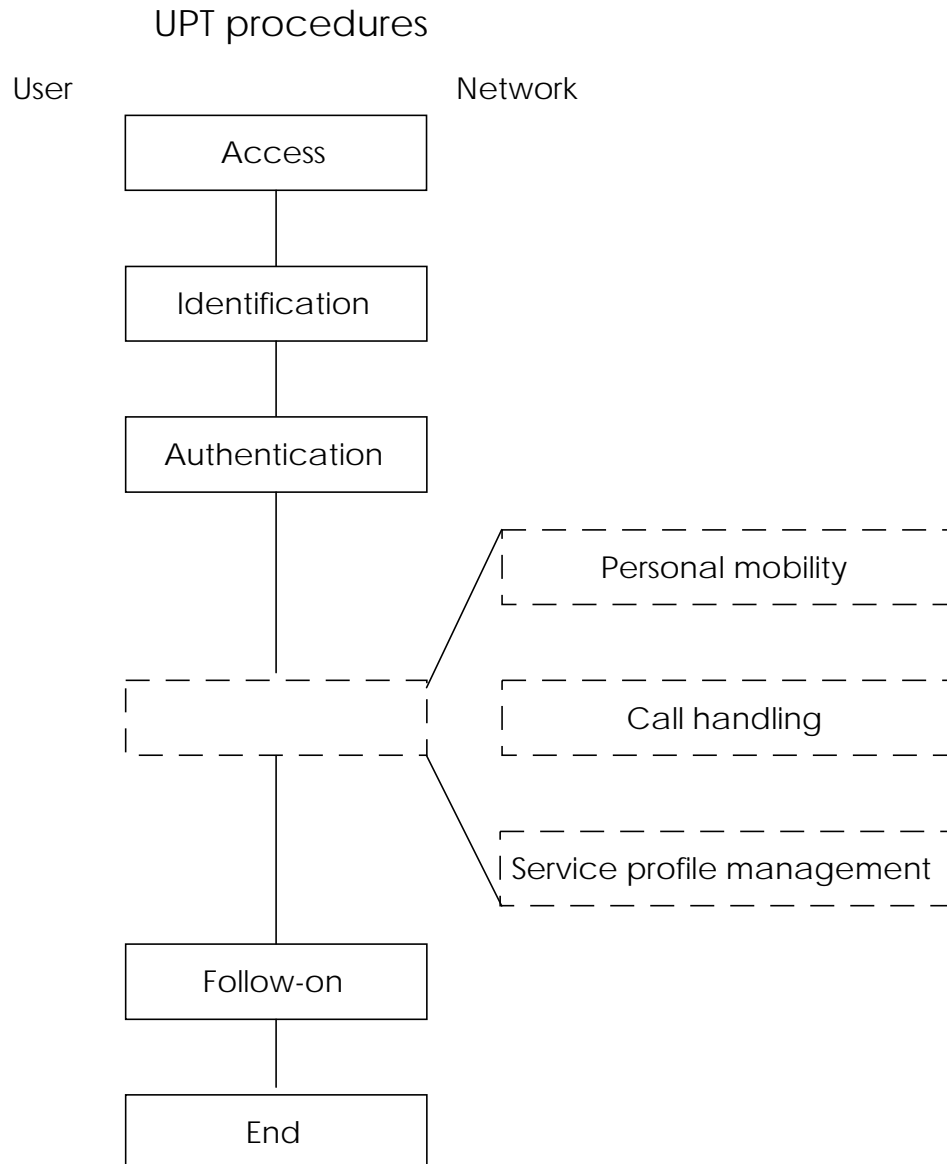 UPT procedures
User
Network
Access
Identification
Authentication
Personal mobility
Call handling
Service profile management
Follow-on
End